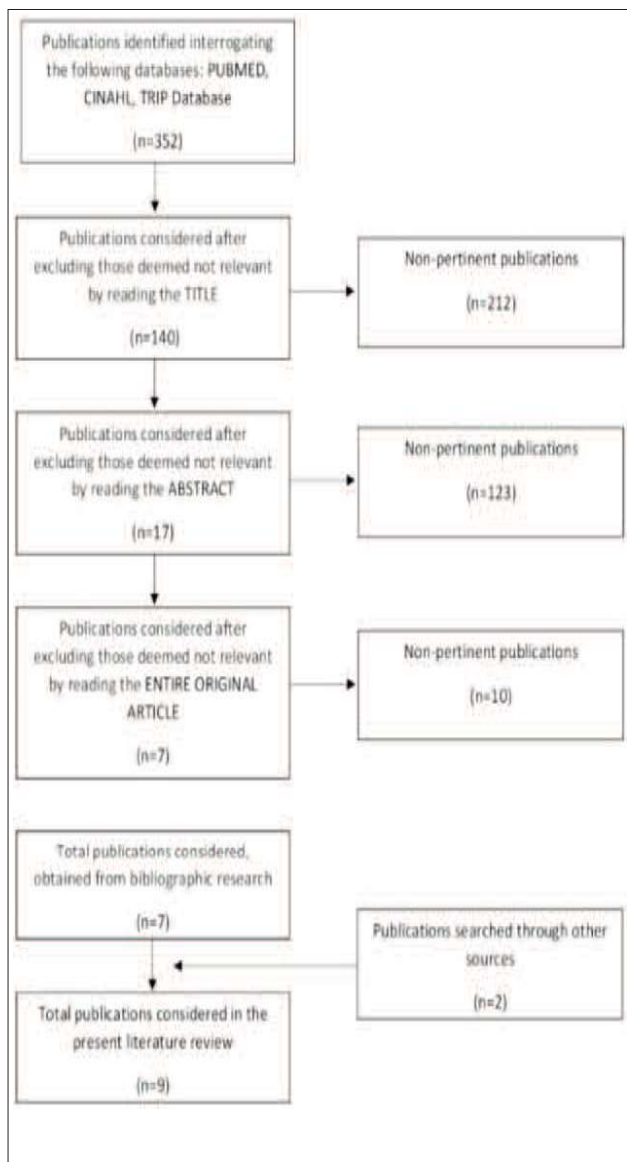 Publications identified interrogating
the following databases: PUBMED,
CINAHL, TRIP Database
(n=352)
Publications considered after
excluding those deemed not relevant
by reading the TITLE
(n=140)
Non-pertinent publications
(n=212)
Publications considered after
excluding those deemed not relevant
by reading the ABSTRACT
(n=17)
Non-pertinent publications
(n=123)
Publications considered after
excluding those deemed not relevant
by reading the ENTIRE ORIGINAL
ARTICLE
(n=7)
Non-pertinent publications
(n=10)
Total publications considered,
obtained from bibliographic research
(n=7)
Publications searched through other
sources
(n=2)
Total publications considered in the
present literature review
(n=9)